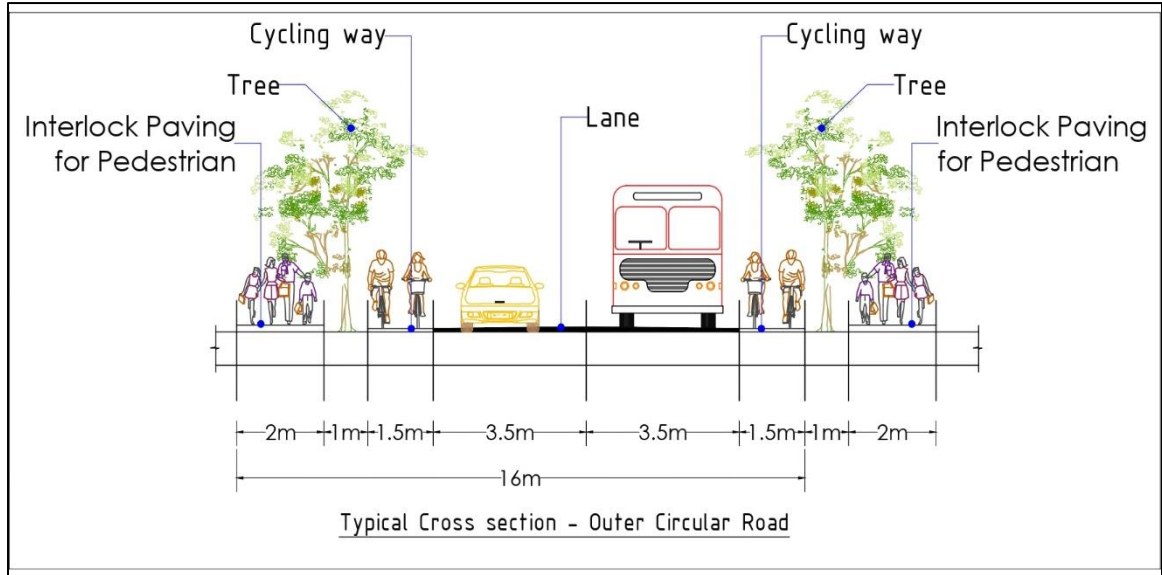 Cycling way
Cycling way
Tree
Tree
Interlock Paving
for Pedestrian
Lane
Interlock Paving
for Pedestrian
2m 1m 1.5m 3.5m 3.5m 1.5m 1m 2m
16m
Typical Cross section - Outer Circular Road